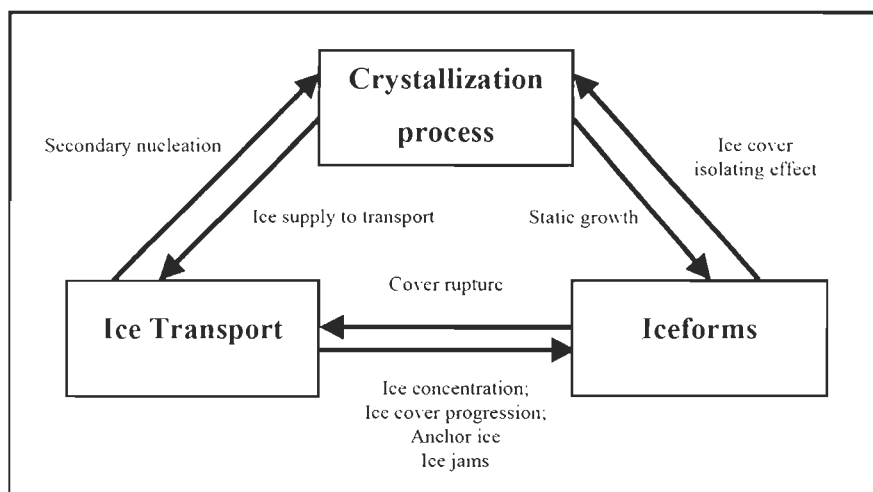 Crystallization
process
Secondary nucleation
Ice cover
isolating effect
Ice supply to transport
Static growth
Cover rupture
Ice Transport
Iceforms
Ice concentration;
Ice cover progression;
Anchor ice
Ice jams